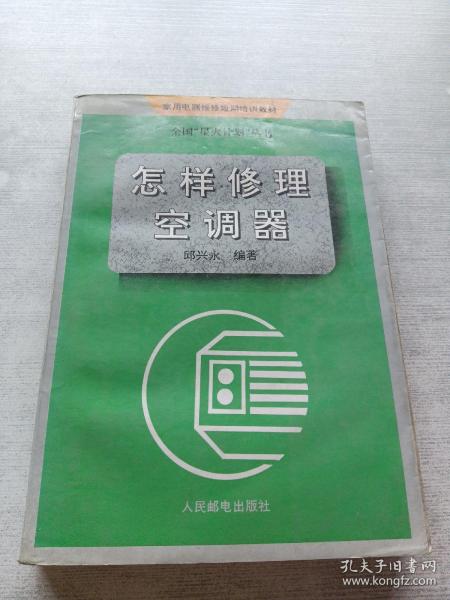 家用电器维修短期培训教材
全国“星火计划”丛书
怎样修理
空调器
邱兴永 编著
人民邮电出版社
孔夫子旧书网
www.kongfz.com